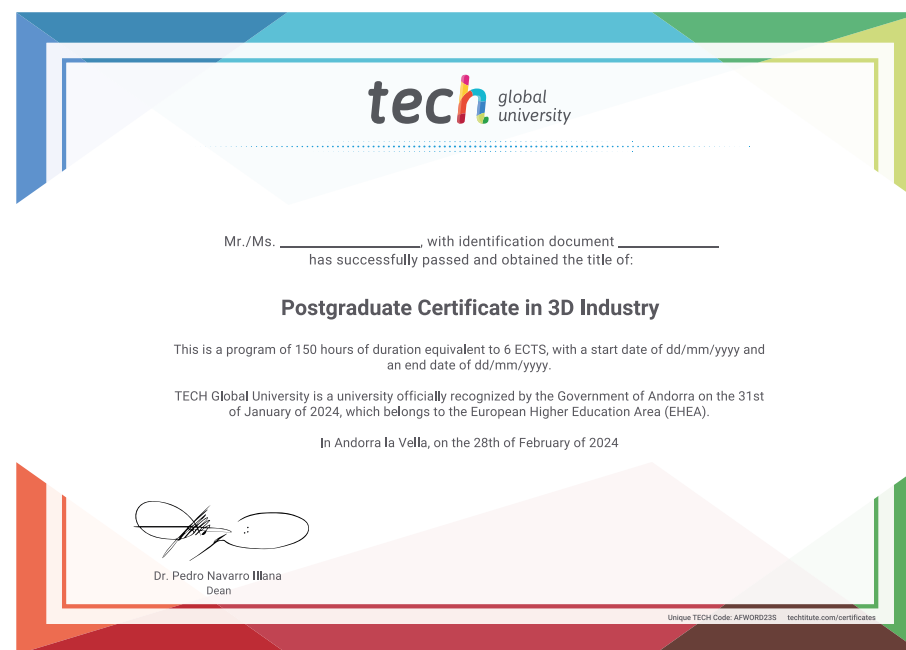 tech global
university
Mr./Ms. ____________, with identification document ____________
has successfully passed and obtained the title of:
Postgraduate Certificate in 3D Industry
This is a program of 150 hours of duration equivalent to 6 ECTS, with a start date of dd/mm/yyyy and
an end date of dd/mm/yyyy.
TECH Global University is a university officially recognized by the Government of Andorra on the 31st
of January of 2024, which belongs to the European Higher Education Area (EHEA).
In Andorra la Vella, on the 28th of February of 2024
Dr. Pedro Navarro Illana
Dean
Unique TECH Code: AFWORD23S techtitute.com/certificates